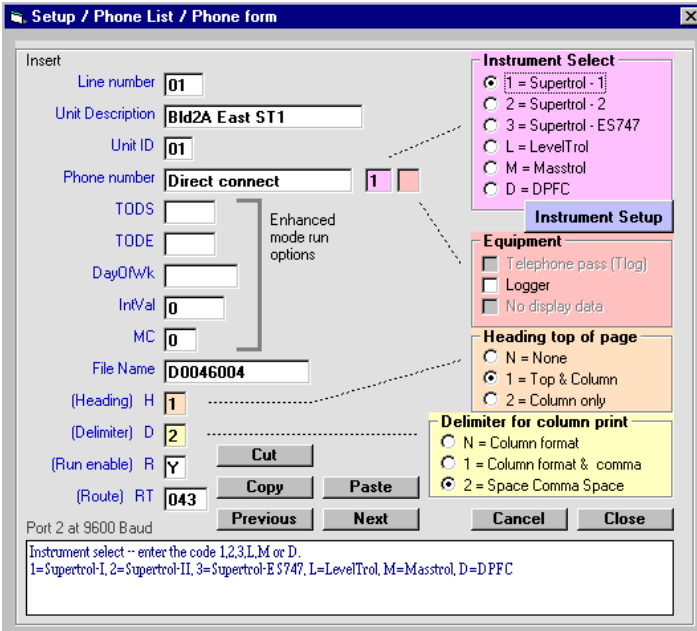 Setup / Phone List / Phone form
Insert
Line number 01
Unit Description Bld2A East ST1
Unit ID 01
Phone number Direct connect 1
TODS
TODE
DayOfWk
IntVal 0
MC 0
Enhanced
mode run
options
File Name D0046004
(Heading) H 1
(Delimiter) D 2
(Run enable) R Y
(Route) RT 043
Port 2 at 9600 Baud
Cut
Copy Paste
Previous Next
Instrument Select
1 = Supertrol - 1
2 = Supertrol - 2
3 = Supertrol - ES747
L = LevelTrol
M = Masstrol
D = DPFC
Instrument Setup
Equipment
Telephone pass (Tlog)
Logger
No display data
Heading top of page
N = None
1 = Top & Column
2 = Column only
Delimiter for column print
N = Column format
1 = Column format & comma
2 = Space Comma Space
Cancel Close
Instrument select -- enter the code 1,2,3,L,M or D.
1=Supertrol-I, 2=Supertrol-II, 3=Supertrol-ES747, L=LevelTrol, M=Masstrol, D=DPFC